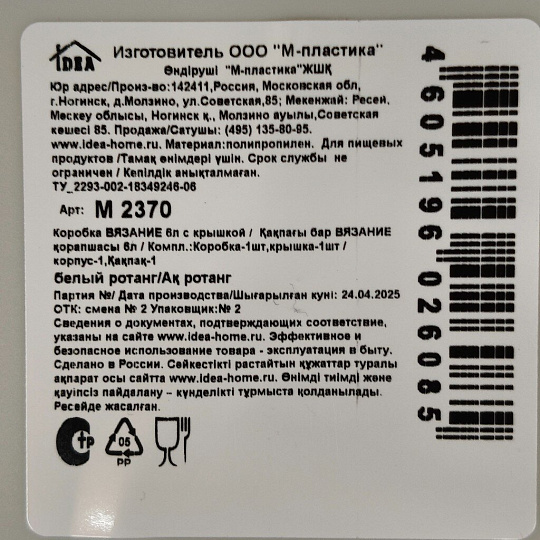 IDEA
Изготовитель ООО "М-пластика"
Өндіруші "М-пластика"ЖШҚ
Юр адрес/Произ-во:142411,Россия, Московская обл,
г.Ногинск, д.Молзино, ул.Советская,85; Мекенжай: Ресей,
Мәскеу облысы, Ногинск қ., Молзино ауылы,Советская
көшесі 85. Продажа/Сатушы: (495) 135-80-95.
www.idea-home.ru. Материал:полипропилен. Для пищевых
продуктов /Тамақ өнімдері үшін. Срок службы не
ограничен / Кепілдік анықталмаған.
ТУ_2293-002-18349246-06
Арт: М 2370
Коробка ВЯЗАНИЕ 6л с крышкой / Қақпағы бар ВЯЗАНИЕ
қорапшасы 6л / Компл.:Коробка-1шт,крышка-1шт /
корпус-1,Қақпақ-1
белый ротанг/Ақ ротанг
Партия №/ Дата производства/Шығарылған куні: 24.04.2025
ОТК: смена № 2 Упаковщик:№ 2
Сведения о документах, подтверждающих соответствие,
указаны на сайте www.idea-home.ru. Эффективное и
безопасное использование товара - эксплуатация в быту.
Сделано в России. Сәйкестікті растайтын құжаттар туралы
ақпарат осы сайтта www.idea-home.ru. Өнімді тиімді және
қауіпсіз пайдалану – күнделікті тұрмыста қолданылады.
Ресейде жасалған.
05
PP
4 605196 026085